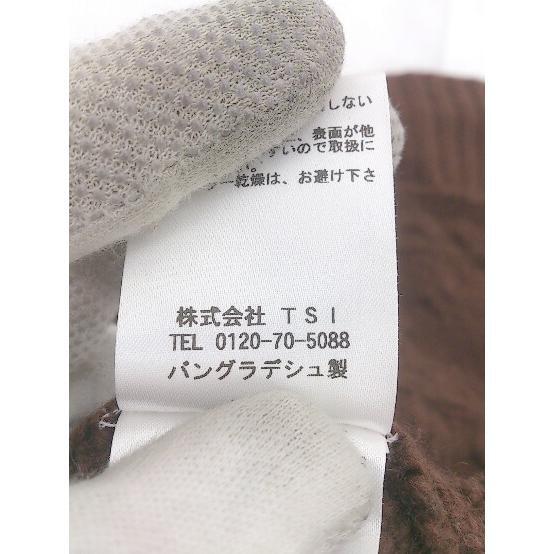 しない
、表面が他
すいので取扱に
い。
ー乾燥は、お避け下さ
株式会社 ＴＳＩ
TEL 0120-70-5088
バングラデシュ製